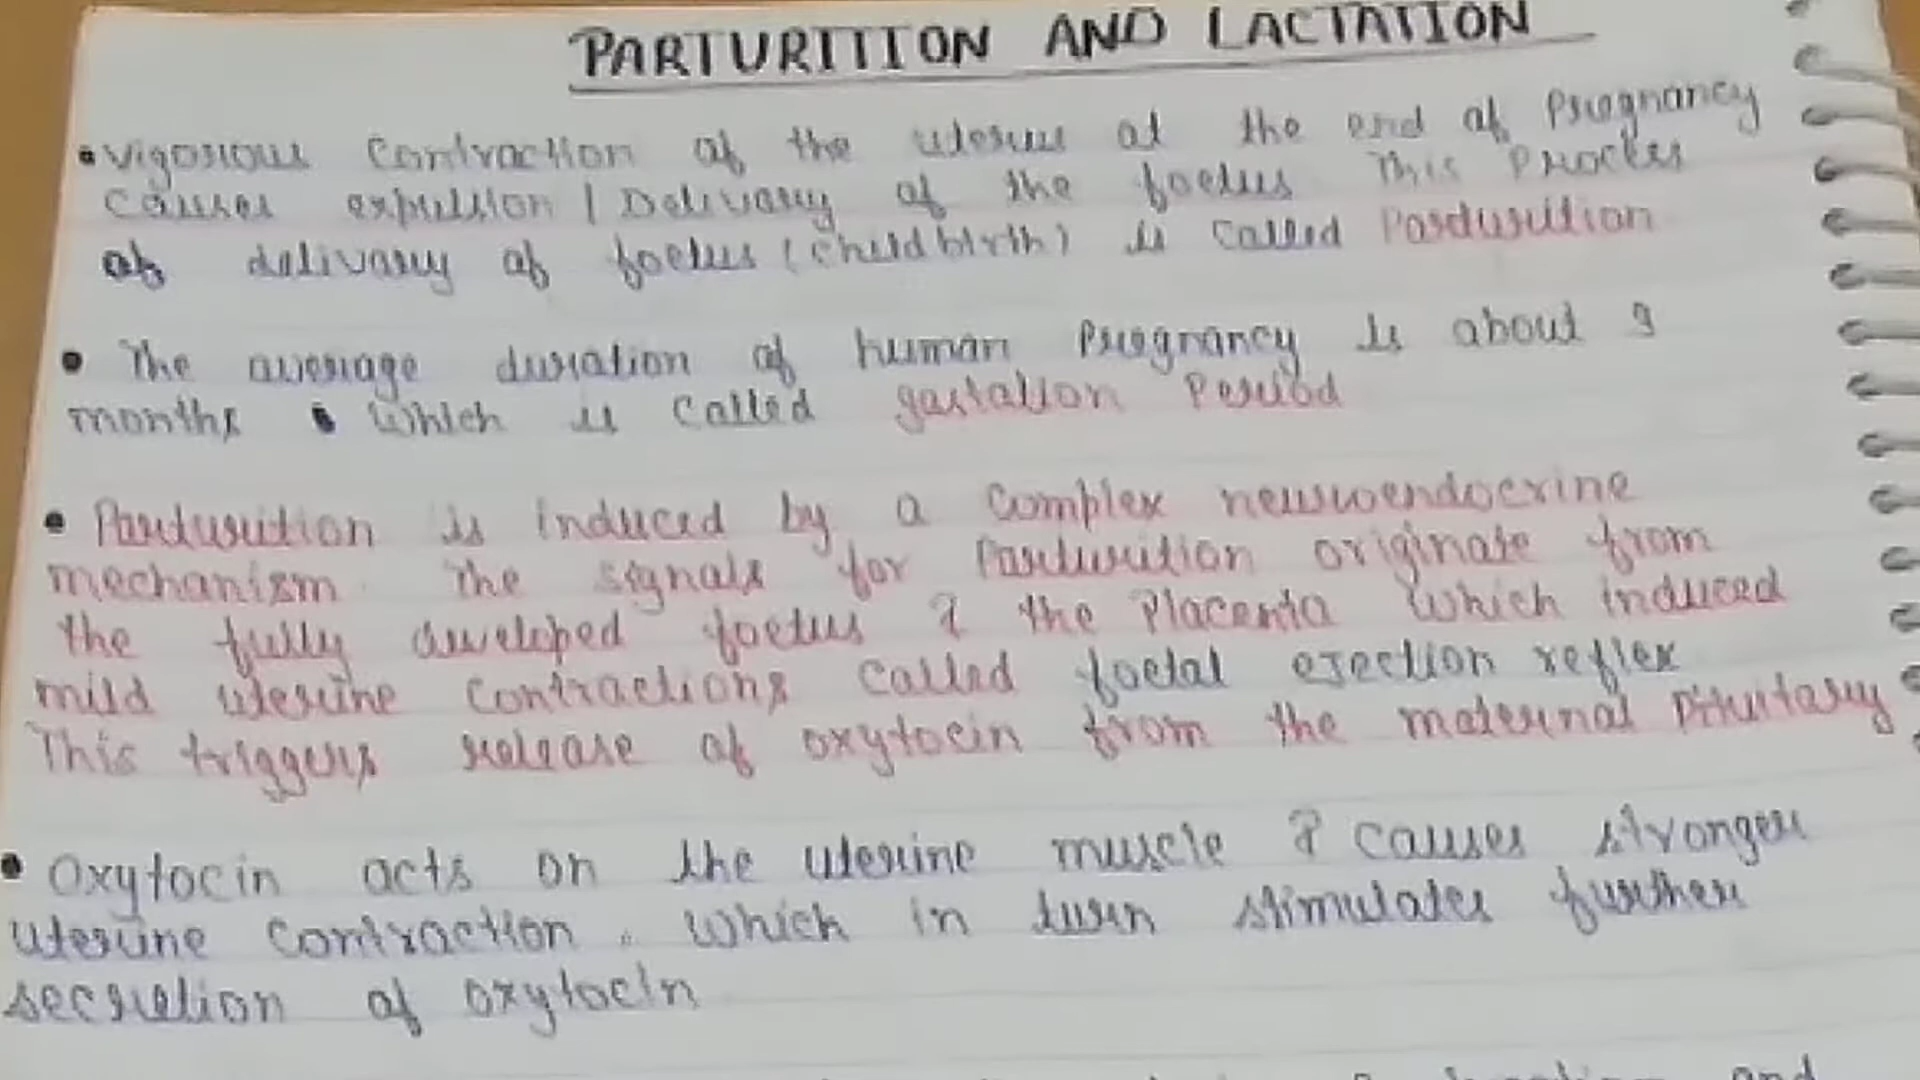 PARTURITION AND LACTATION
• Vigorious Contraction of the uterus at the end of Pregnancy
Causes expulsion / Delivary of the foetus. This Process
of delivary of foetus (childbirth) is called Parturition
• The average duration of human Pregnancy is about 9
months which is called gastation Period
• Parturition is induced by a complex neuroendocrine
mechanism. The signals for Parturition originate from
the fully developed foetus & the Placenta which induced
mild uterine Contractions called foetal ejection reflex
This triggers release of oxytocin from the maternal Pituitary
• Oxytocin acts on the uterine muscle & causes stronger
uterine Contraction, which in turn stimulates further
secretion of oxytocin
and